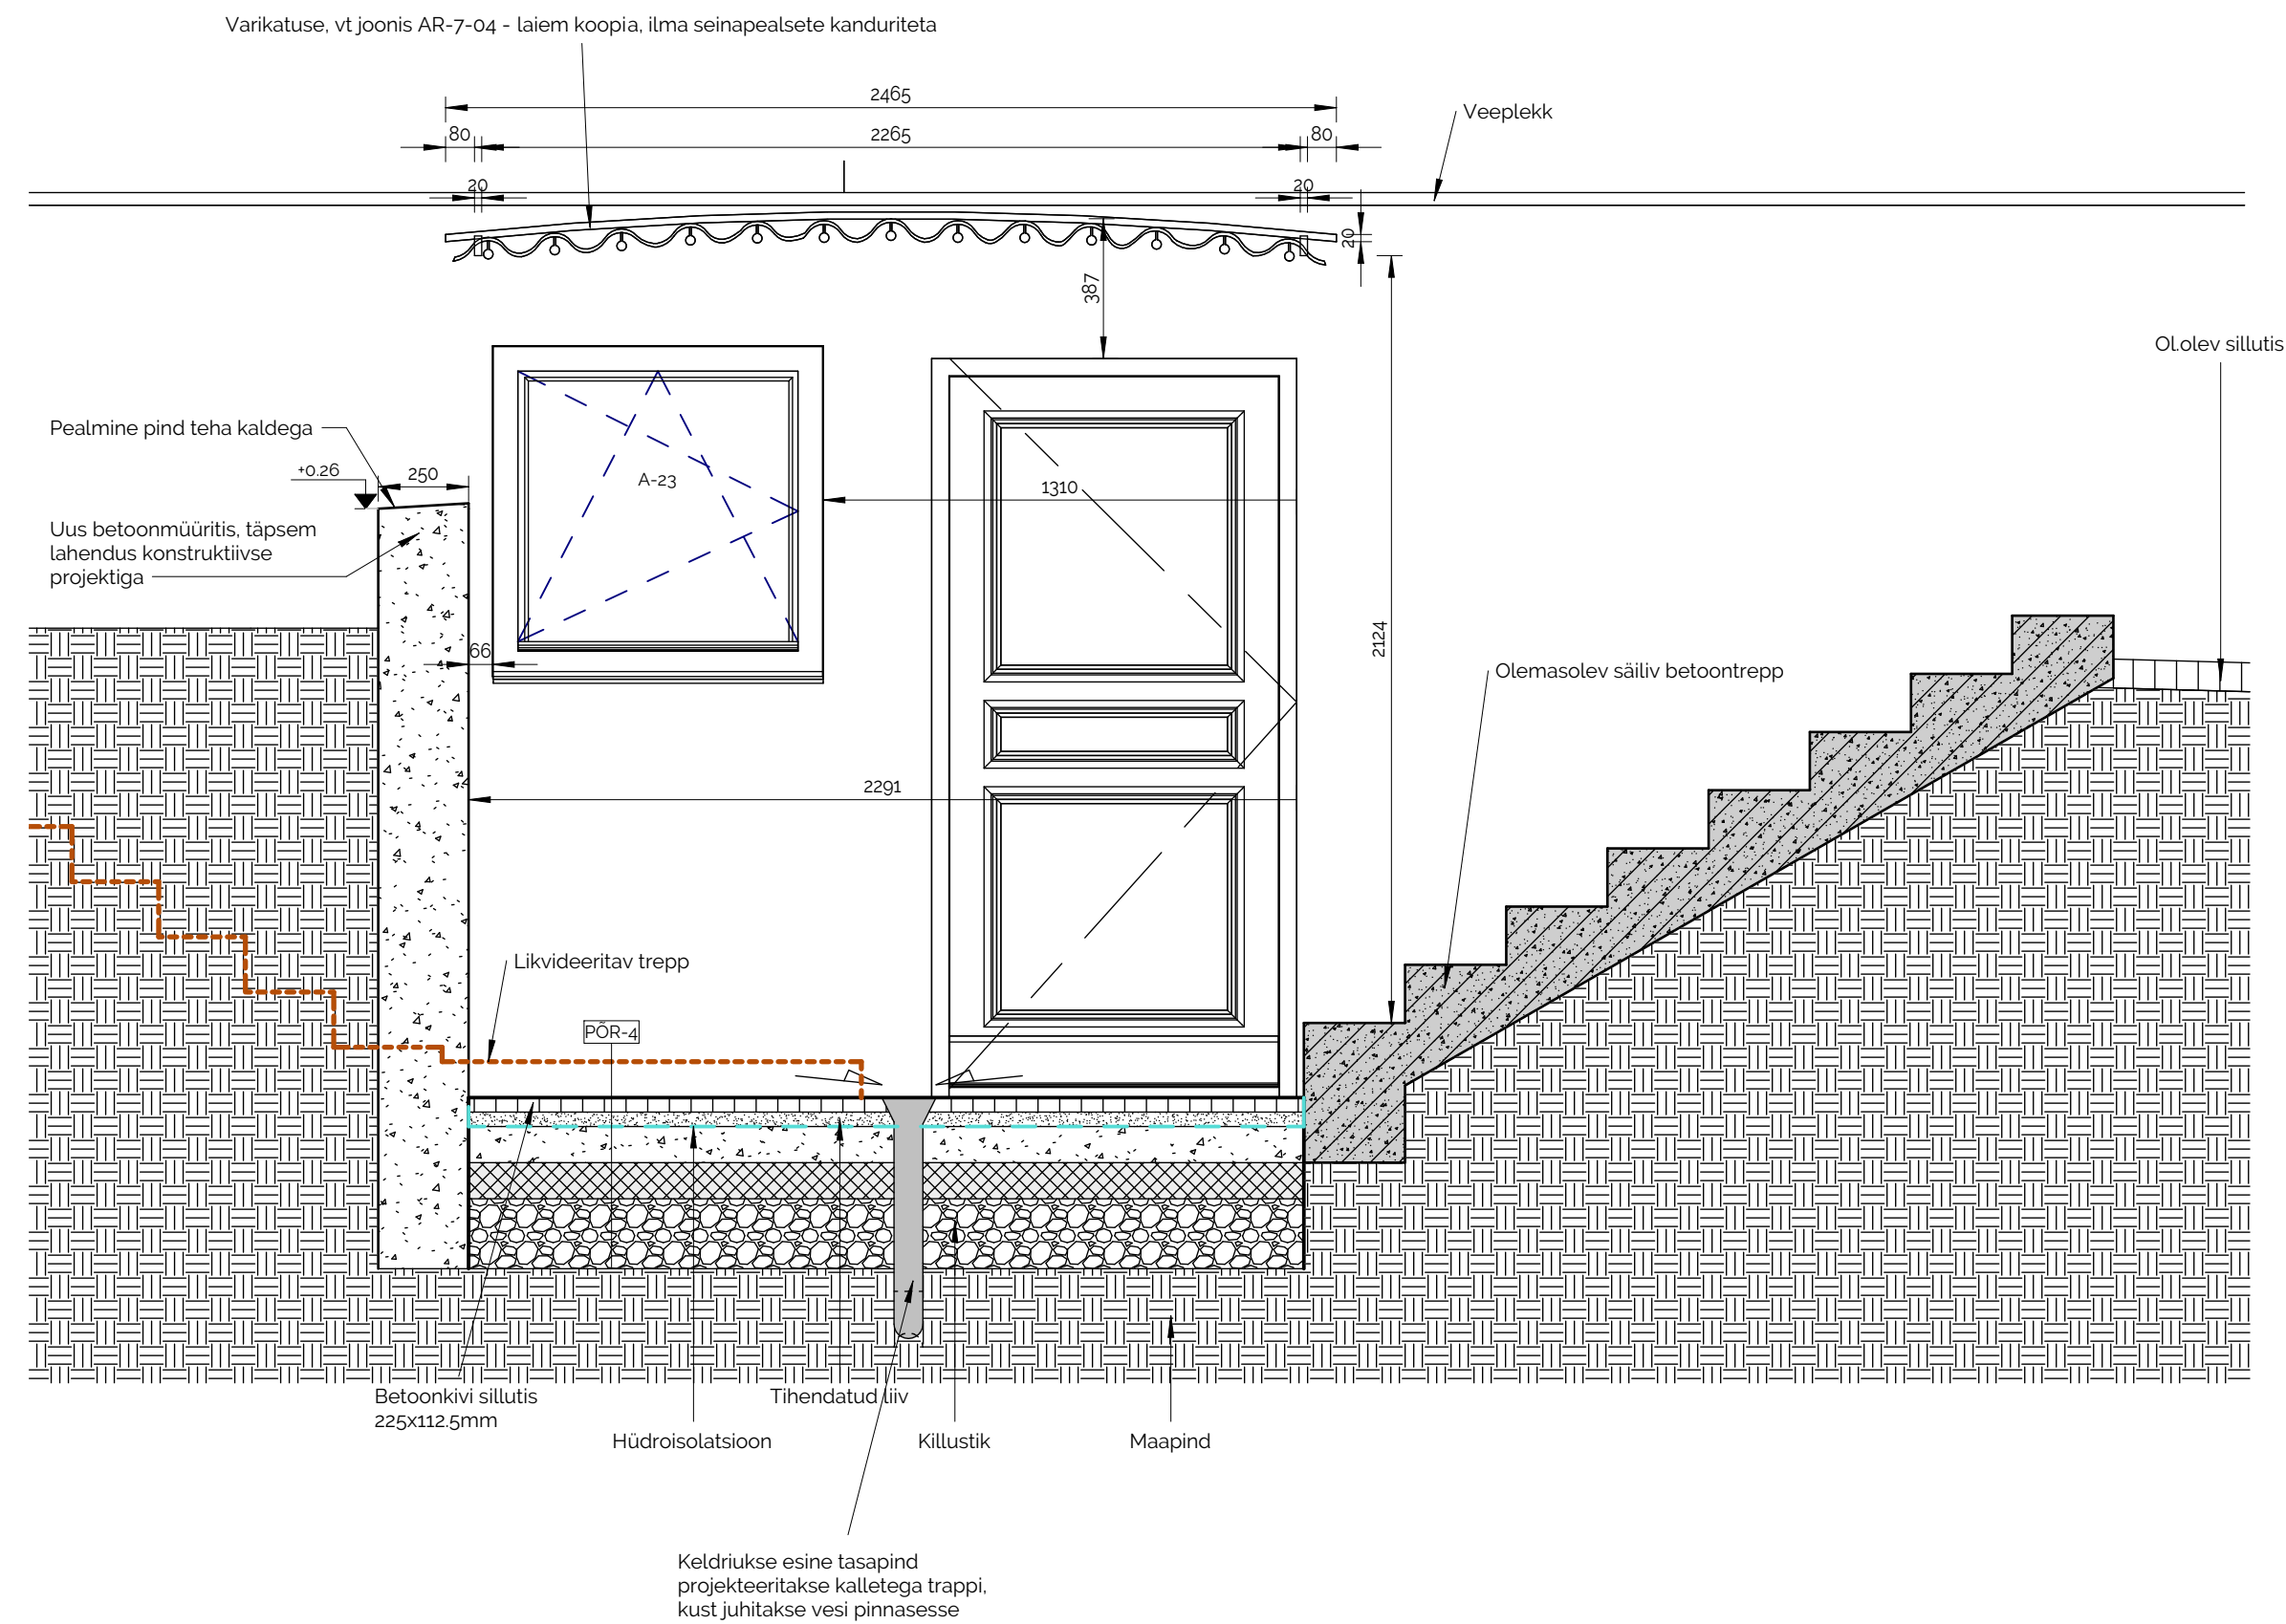 Varikatuse, vt joonis AR-7-04 - laiem koopia, ilma seinapealsete kanduriteta
2465
Veeplekk
80
2265
80
20
20
20
387
Ol.olev sillutis
Pealmine pind teha kaldega
+0.26
250
A-23
1310
Uus betoonmüüritis, täpsem
lahendus konstruktiivse
projektiga
66
2124
Olemasolev säiliv betoontrepp
2291
Likvideeritav trepp
PÕR-4
Betoonkivi sillutis
225x112.5mm
Tihendatud liiv
Hüdroisolatsioon
Killustik
Maapind
Keldriukse esine tasapind
projekteeritakse kalletega trappi,
kust juhitakse vesi pinnasesse